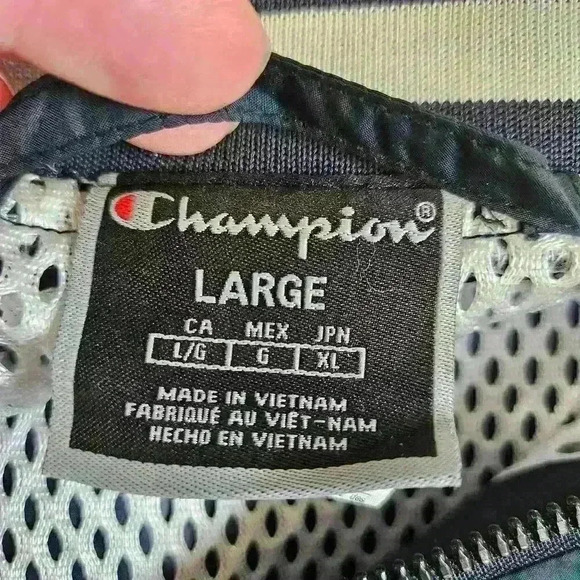 Champion®
LARGE
CA MEX JPN
L/G G XL
MADE IN VIETNAM
FABRIQUÉ AU VIÊT-NAM
HECHO EN VIETNAM